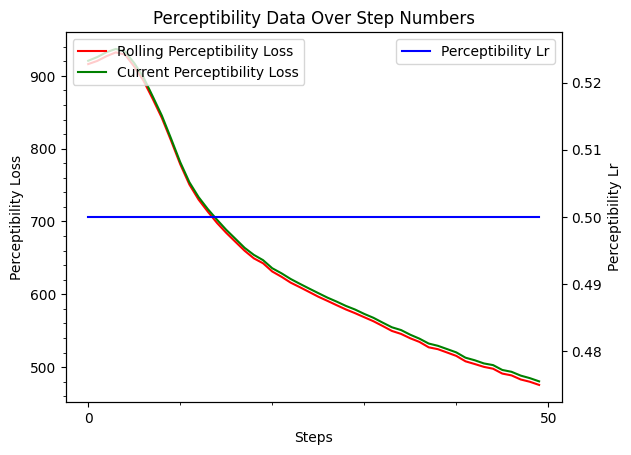 Perceptibility Data Over Step Numbers
Rolling Perceptibility Loss
Current Perceptibility Loss
Perceptibility Lr
900
800
700
600
500
Perceptibility Loss
0.52
0.51
0.50
0.49
0.48
Perceptibility Lr
0
50
Steps